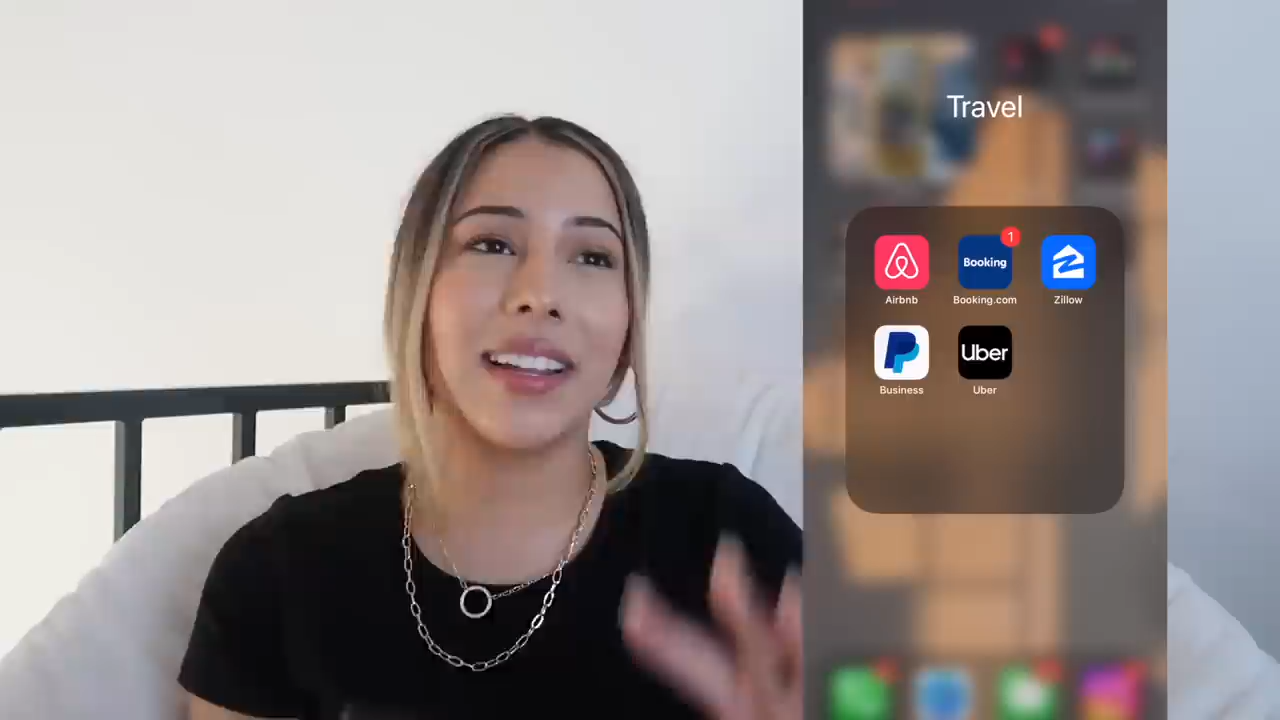 Travel
1
Booking
Airbnb
Booking.com
Zillow
Uber
Business
Uber